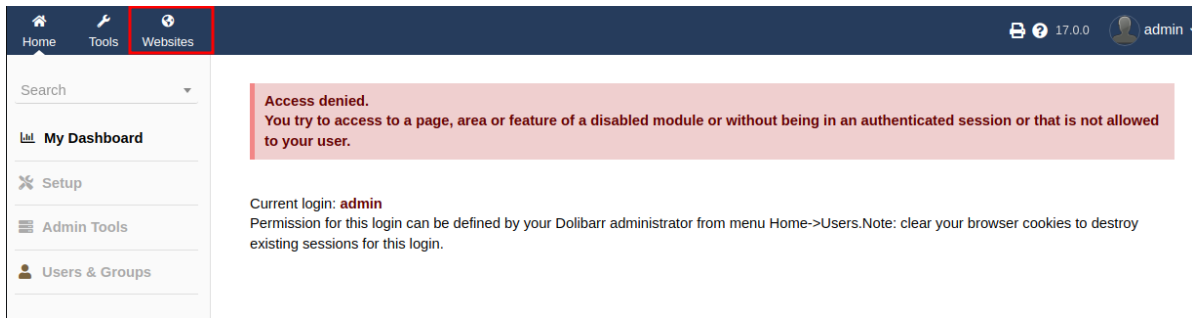 Home Tools Websites 17.0.0 admin
Search
My Dashboard
Setup
Admin Tools
Users & Groups
Access denied.
You try to access to a page, area or feature of a disabled module or without being in an authenticated session or that is not allowed
to your user.
Current login: admin
Permission for this login can be defined by your Dolibarr administrator from menu Home->Users.Note: clear your browser cookies to destroy
existing sessions for this login.